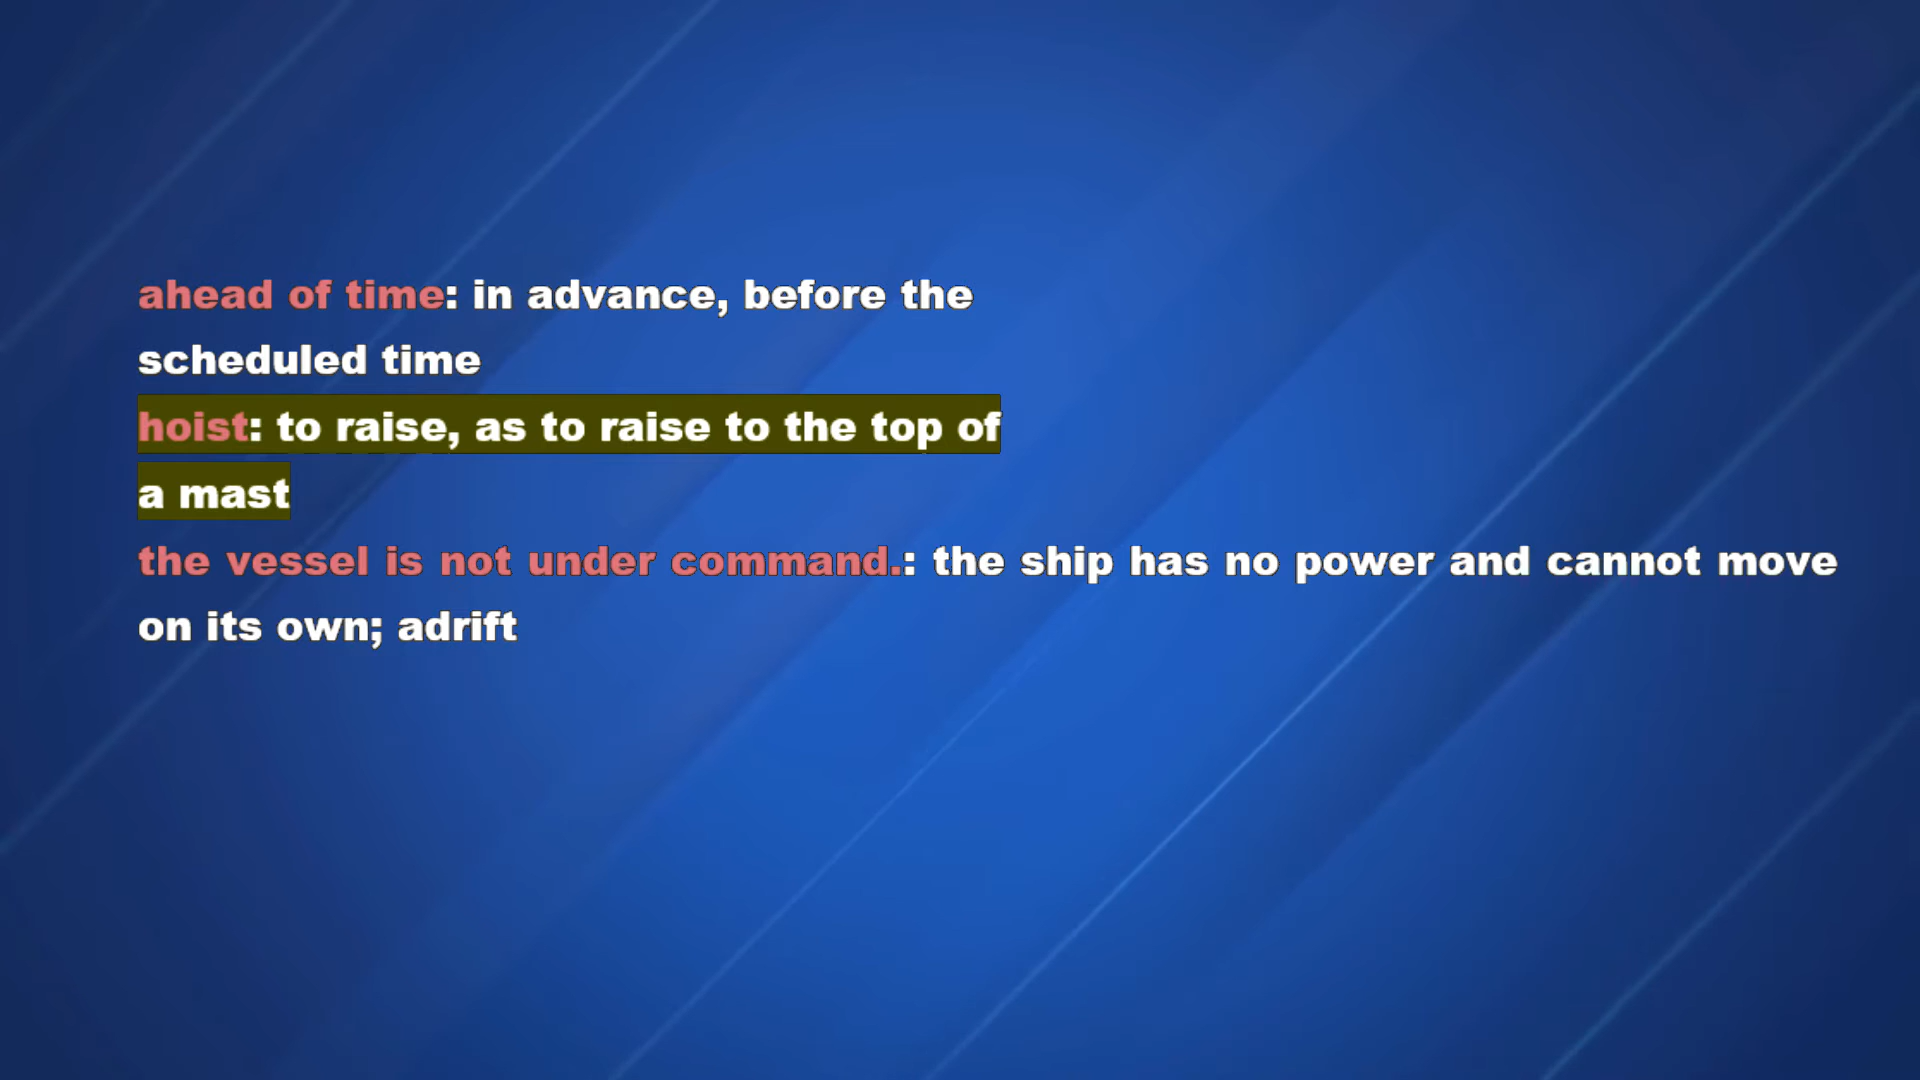 ahead of time: in advance, before the
scheduled time
hoist: to raise, as to raise to the top of
a mast
the vessel is not under command.: the ship has no power and cannot move
on its own; adrift